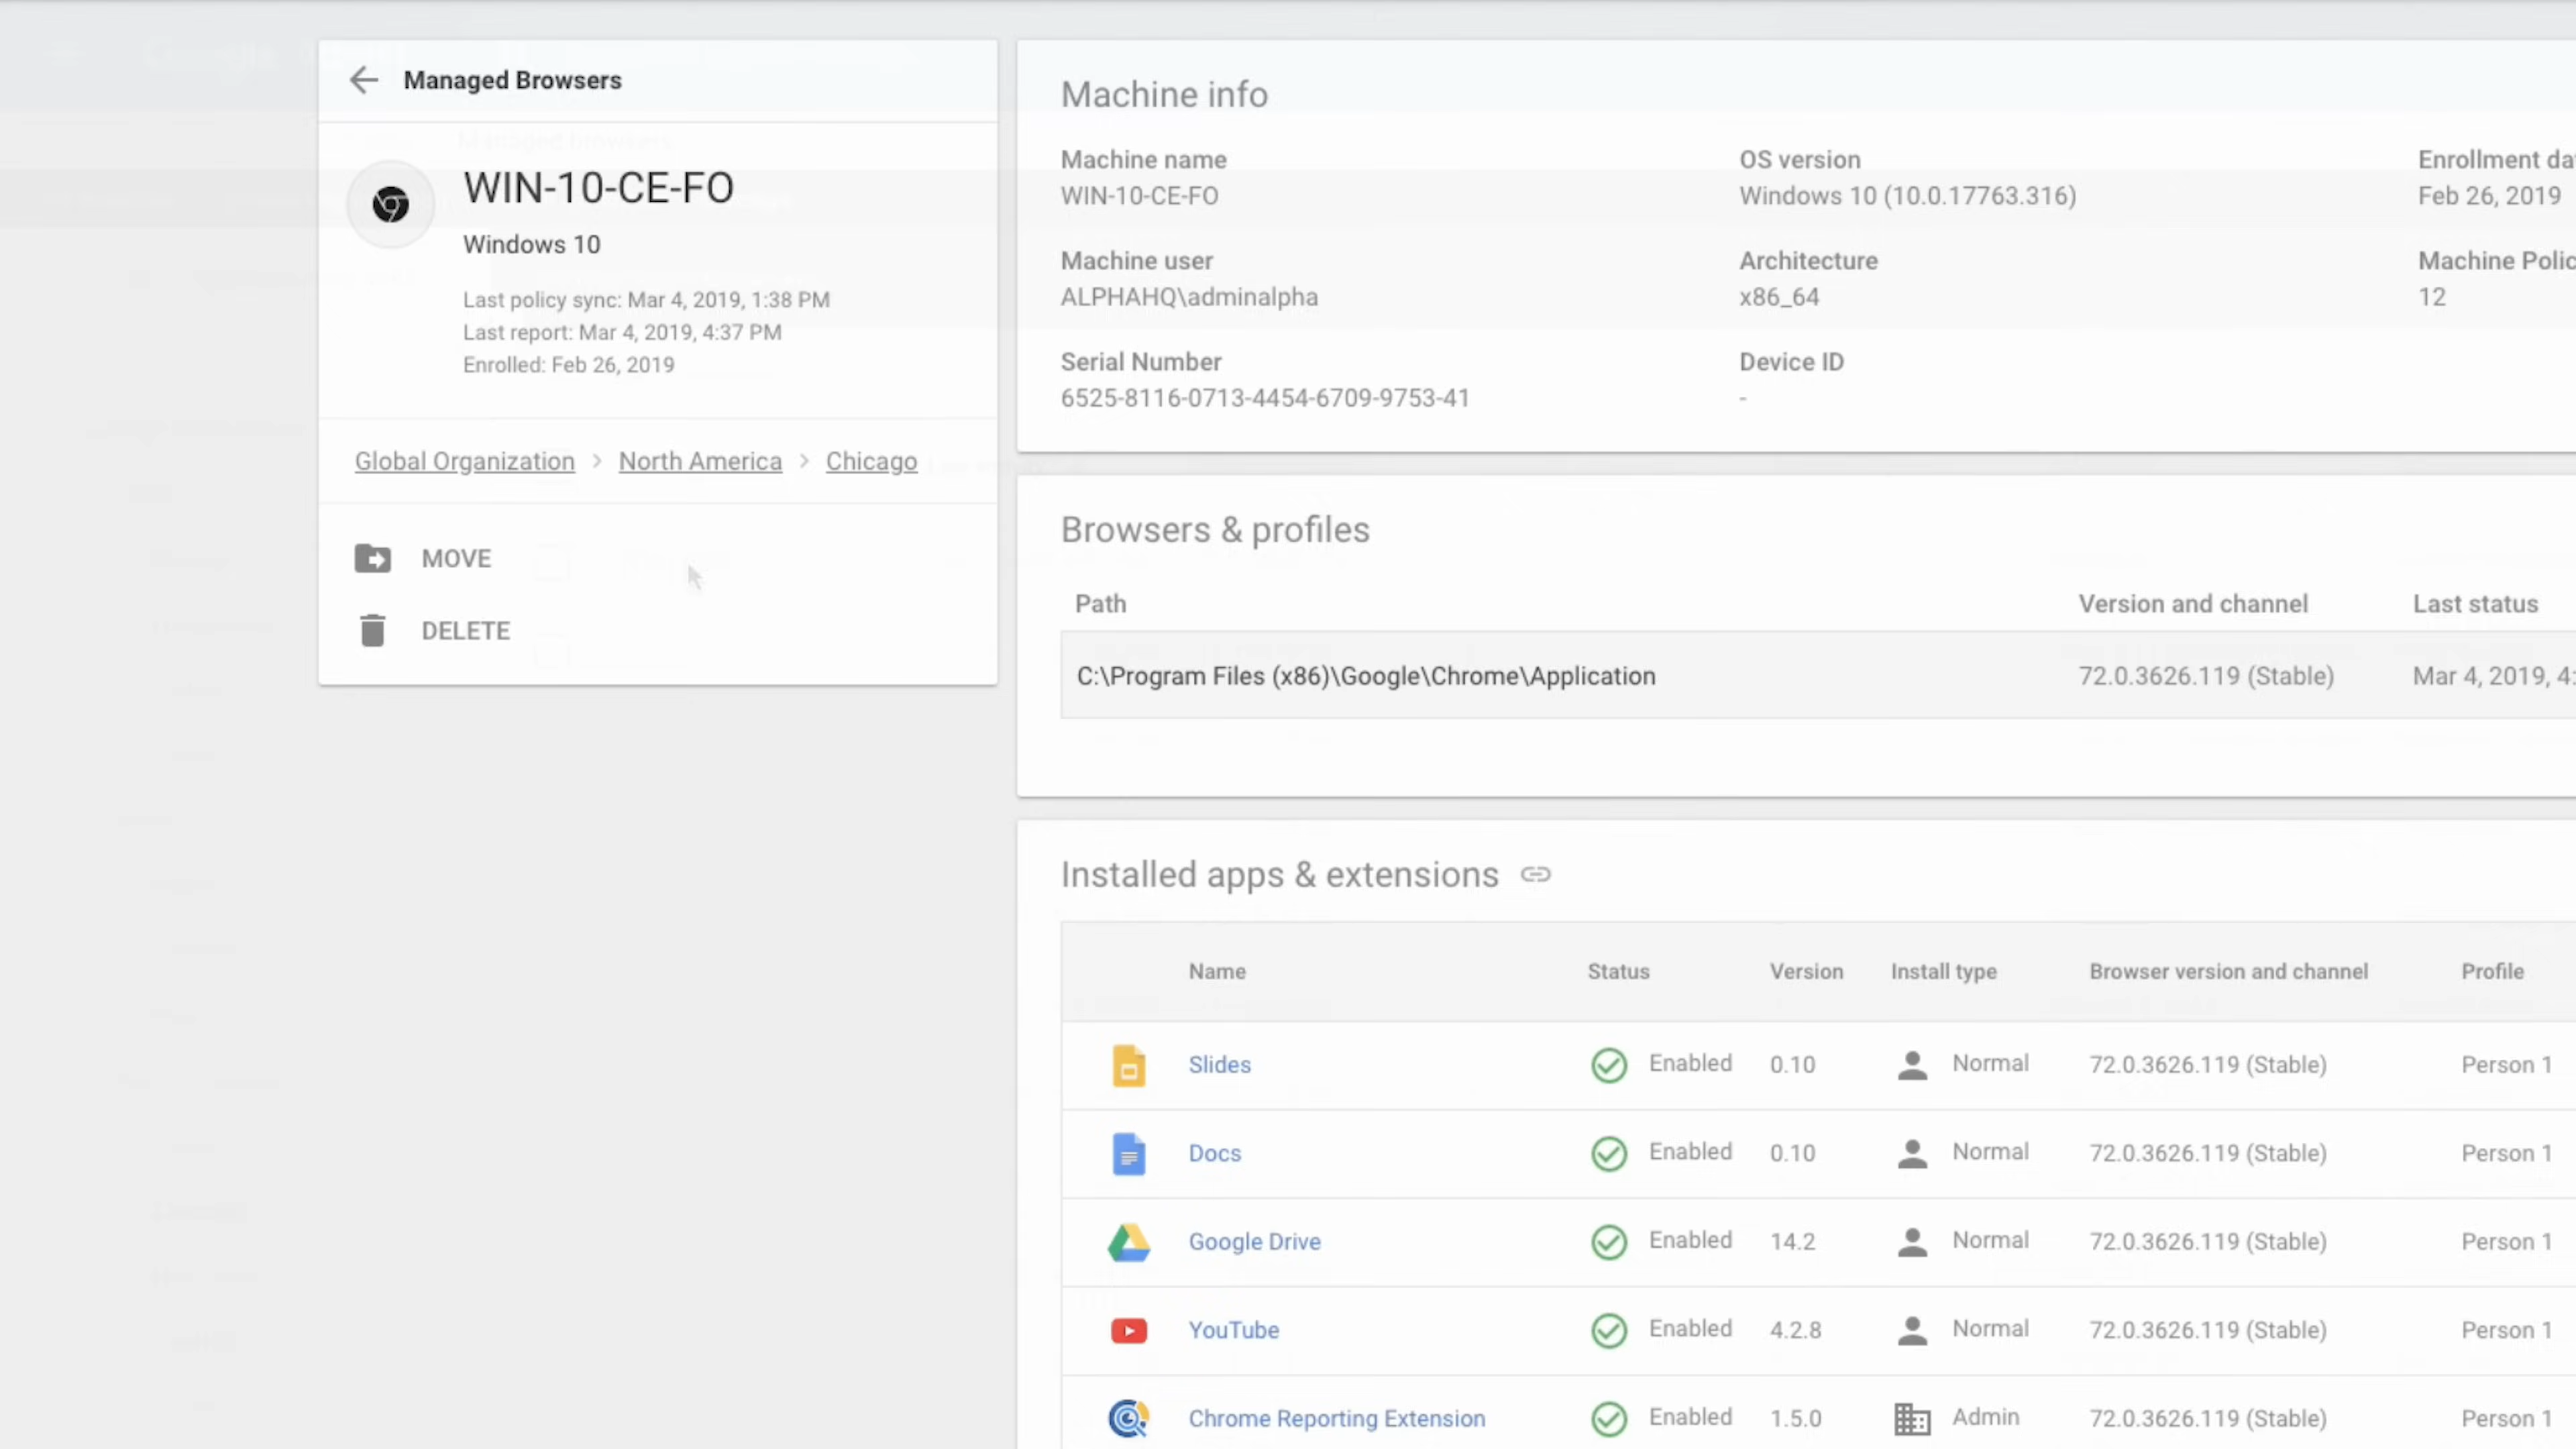 Managed Browsers
WIN-10-CE-FO
Windows 10
Last policy sync: Mar 4, 2019, 1:38 PM
Last report: Mar 4, 2019, 4:37 PM
Enrolled: Feb 26, 2019
Global Organization > North America > Chicago
MOVE
DELETE
Machine info
Machine name
WIN-10-CE-FO
OS version
Windows 10 (10.0.17763.316)
Enrollment da
Feb 26, 2019
Machine user
ALPHAHQ\adminalpha
Architecture
x86_64
Machine Polic
12
Serial Number
6525-8116-0713-4454-6709-9753-41
Device ID
-
Browsers & profiles
Path Version and channel Last status
C:\Program Files (x86)\Google\Chrome\Application 72.0.3626.119 (Stable) Mar 4, 2019, 4:
Installed apps & extensions
Name Status Version Install type Browser version and channel Profile
Slides Enabled 0.10 Normal 72.0.3626.119 (Stable) Person 1
Docs Enabled 0.10 Normal 72.0.3626.119 (Stable) Person 1
Google Drive Enabled 14.2 Normal 72.0.3626.119 (Stable) Person 1
YouTube Enabled 4.2.8 Normal 72.0.3626.119 (Stable) Person 1
Chrome Reporting Extension Enabled 1.5.0 Admin 72.0.3626.119 (Stable) Person 1